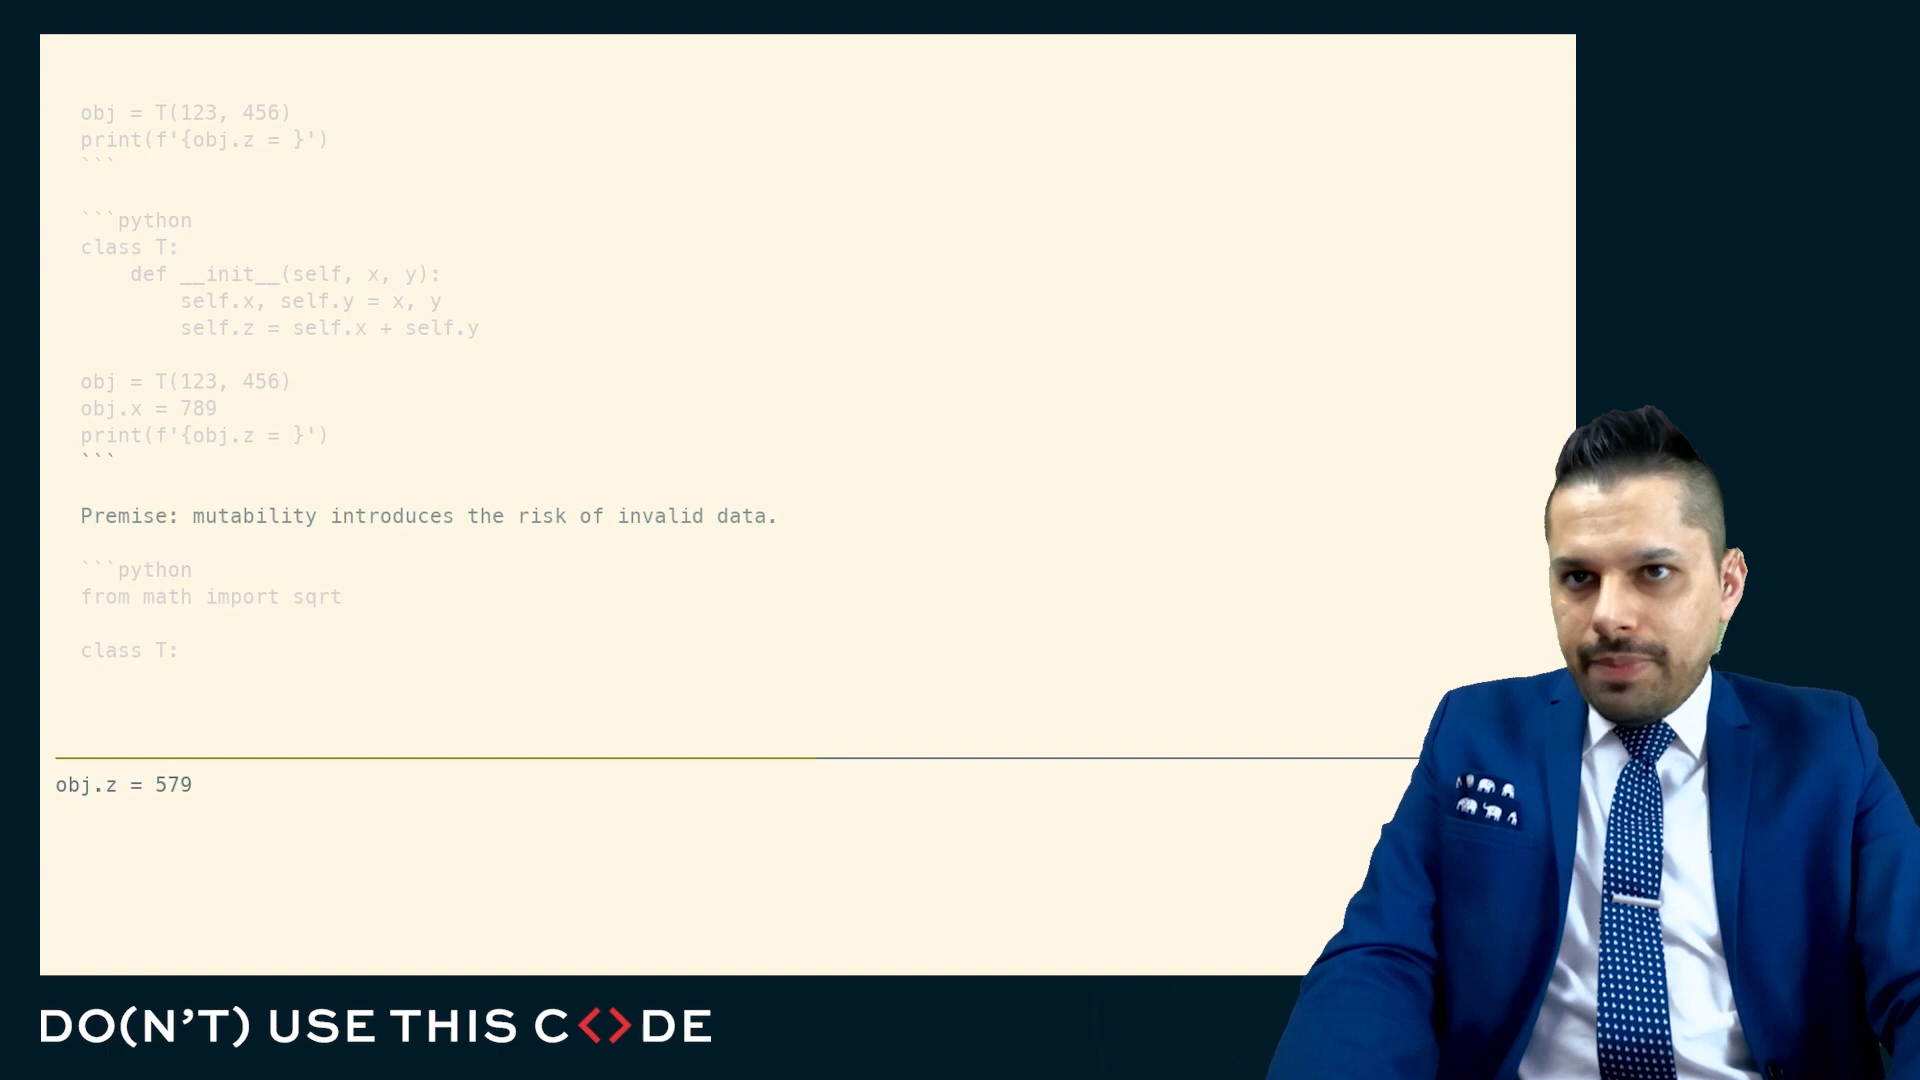 obj = T(123, 456)
print(f'{obj.z = }')
```
```python
class T:
    def __init__(self, x, y):
        self.x, self.y = x, y
        self.z = self.x + self.y
obj = T(123, 456)
obj.x = 789
print(f'{obj.z = }')
```
Premise: mutability introduces the risk of invalid data.
```python
from math import sqrt
class T:
obj.z = 579
DO(N'T) USE THIS C<>DE